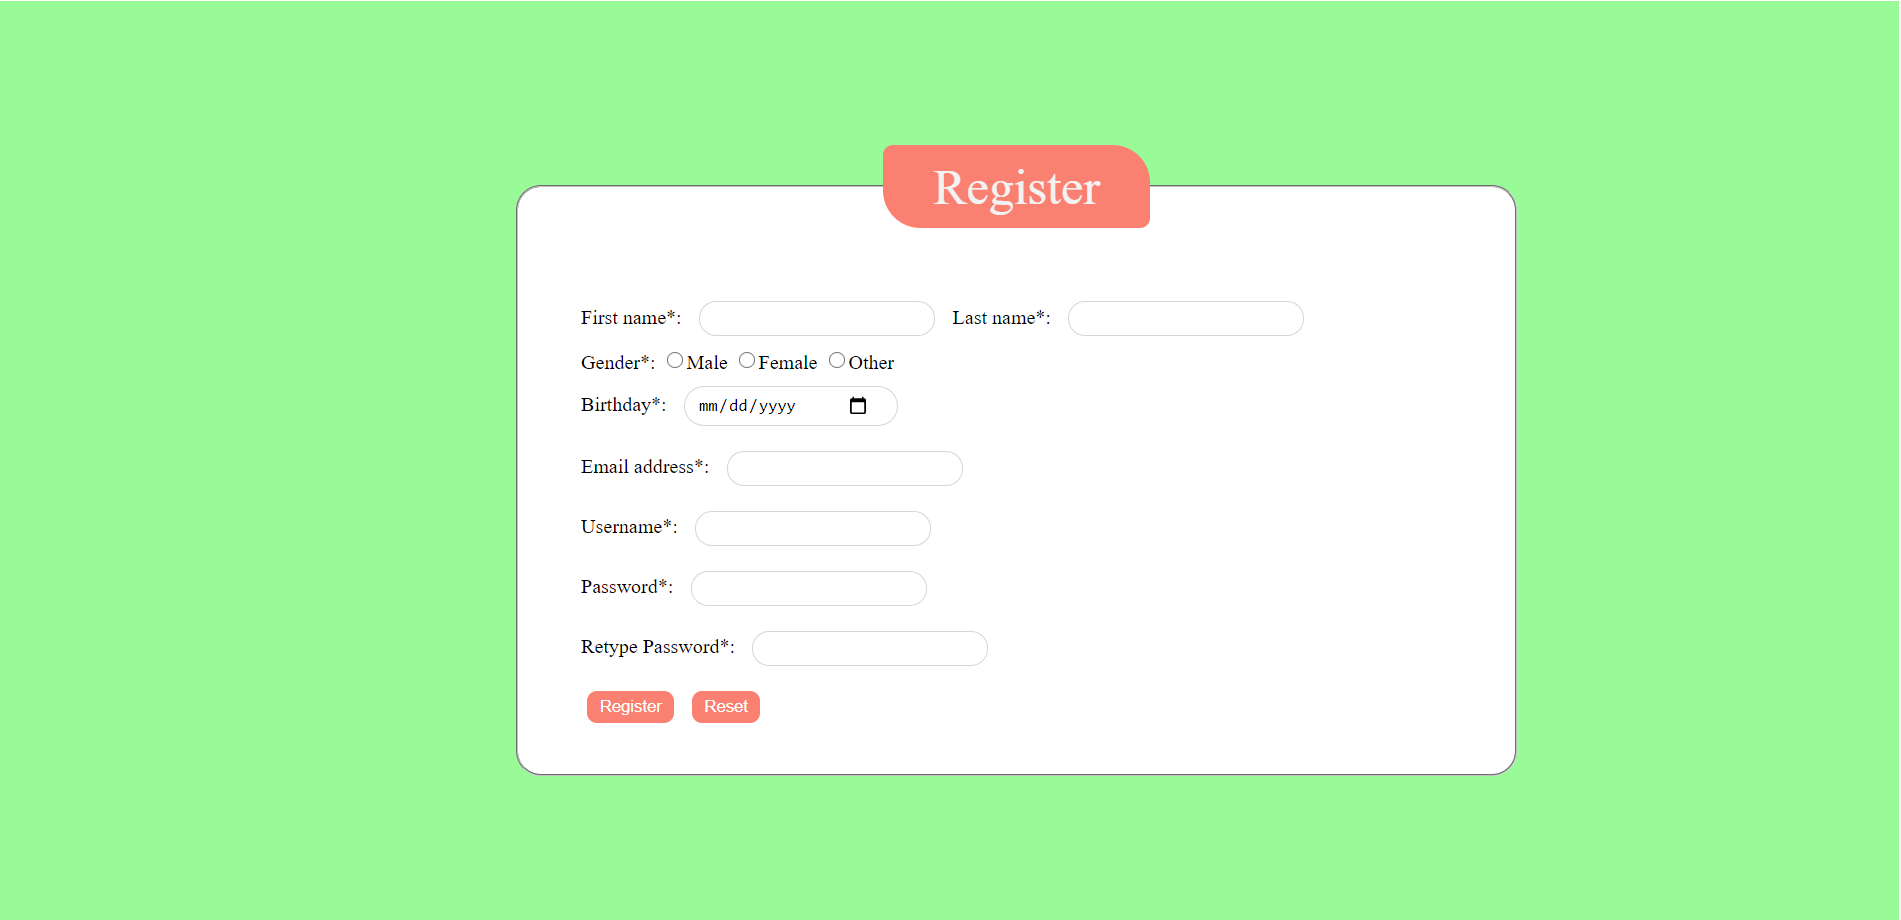 Register
First name*: Last name*:
Gender*: Male Female Other
Birthday*: mm/dd/yyyy
Email address*:
Username*:
Password*:
Retype Password*:
Register Reset